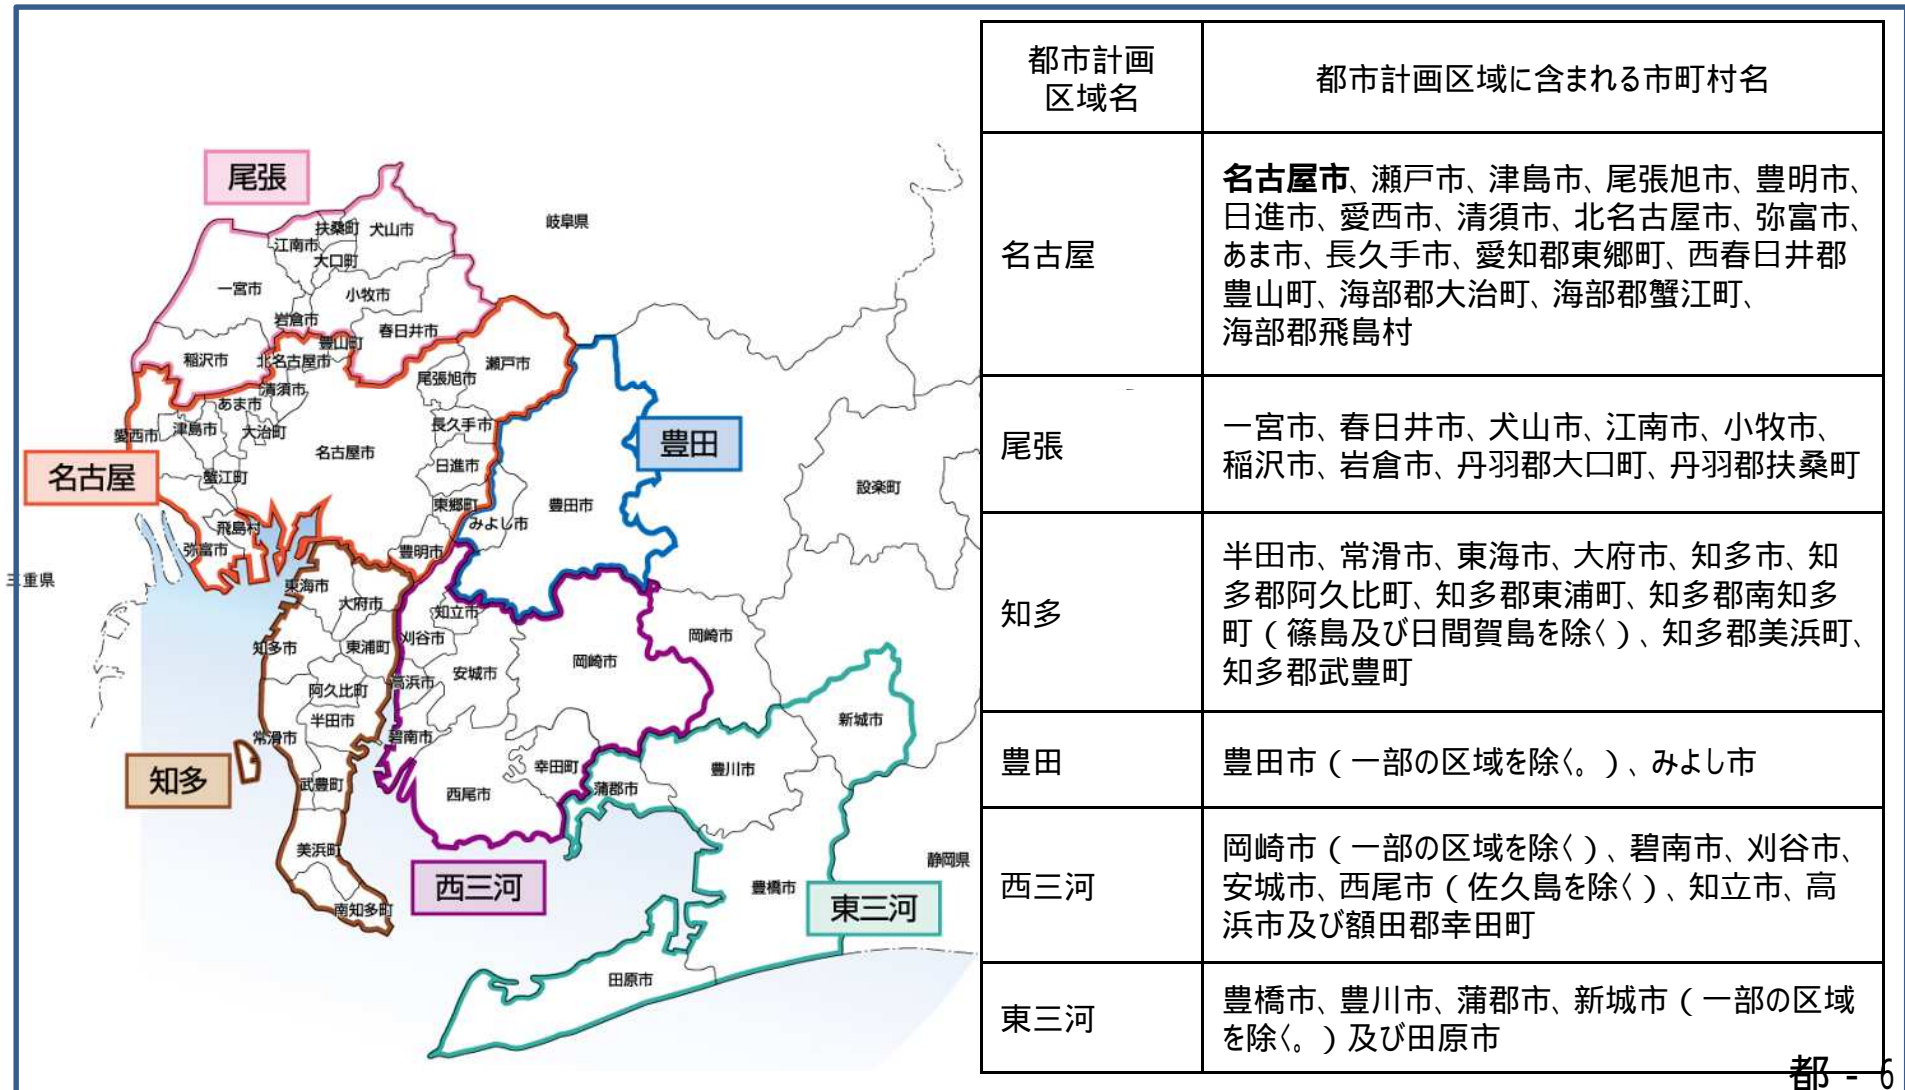 尾張
岐阜県
扶桑町
犬山市
江南市
大口町
一宮市
小牧市
岩倉市
春日井市
豊山町
稲沢市
北名古屋市
瀬戸市
尾張旭市
清須市
あま市
愛西市
津島市
大治町
長久手市
名古屋市
豊田
日進市
名古屋
蟹江町
設楽町
東郷町
豊田市
みよし市
飛島村
弥富市
豊明市
三重県
東海市
大府市
知立市
知多市
東浦町
刈谷市
岡崎市
岡崎市
安城市
高浜市
阿久比町
半田市
新城市
常滑市
碧南市
知多
幸田町
豊川市
武豊町
西尾市
蒲郡市
美浜町
静岡県
西三河
豊橋市
東三河
南知多町
田原市
都市計画
区域名
都市計画区域に含まれる市町村名
名古屋
名古屋市、瀬戸市、津島市、尾張旭市、豊明市、
日進市、愛西市、清須市、北名古屋市、弥富市、
あま市、長久手市、愛知郡東郷町、西春日井郡
豊山町、海部郡大治町、海部郡蟹江町、
海部郡飛島村
尾張
一宮市、春日井市、犬山市、江南市、小牧市、
稲沢市、岩倉市、丹羽郡大口町、丹羽郡扶桑町
知多
半田市、常滑市、東海市、大府市、知多市、知
多郡阿久比町、知多郡東浦町、知多郡南知多
町（篠島及び日間賀島を除く）、知多郡美浜町、
知多郡武豊町
豊田
豊田市（一部の区域を除く。）、みよし市
西三河
岡崎市（一部の区域を除く）、碧南市、刈谷市、
安城市、西尾市（佐久島を除く）、知立市、高
浜市及び額田郡幸田町
東三河
豊橋市、豊川市、蒲郡市、新城市（一部の区域
を除く。）及び田原市
都 - 6